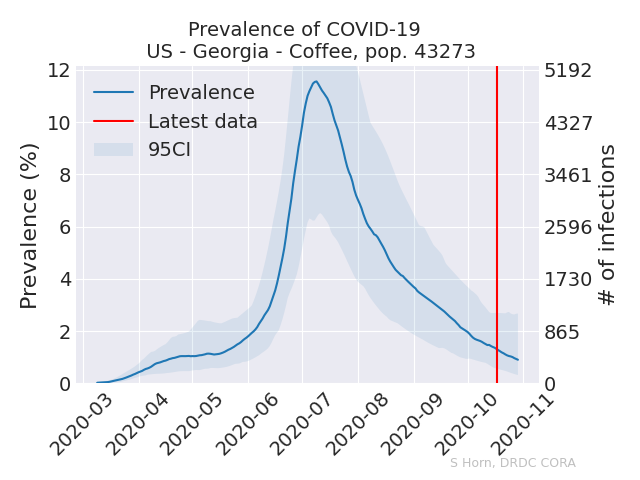 Prevalence of COVID-19
US - Georgia - Coffee, pop. 43273
Prevalence
Latest data
95CI
Prevalence (%)
12
10
8
6
4
2
0
5192
4327
3461
2596
1730
865
0
# of infections
2020-03
2020-04
2020-05
2020-06
2020-07
2020-08
2020-09
2020-10
2020-11
S Horn, DRDC CORA